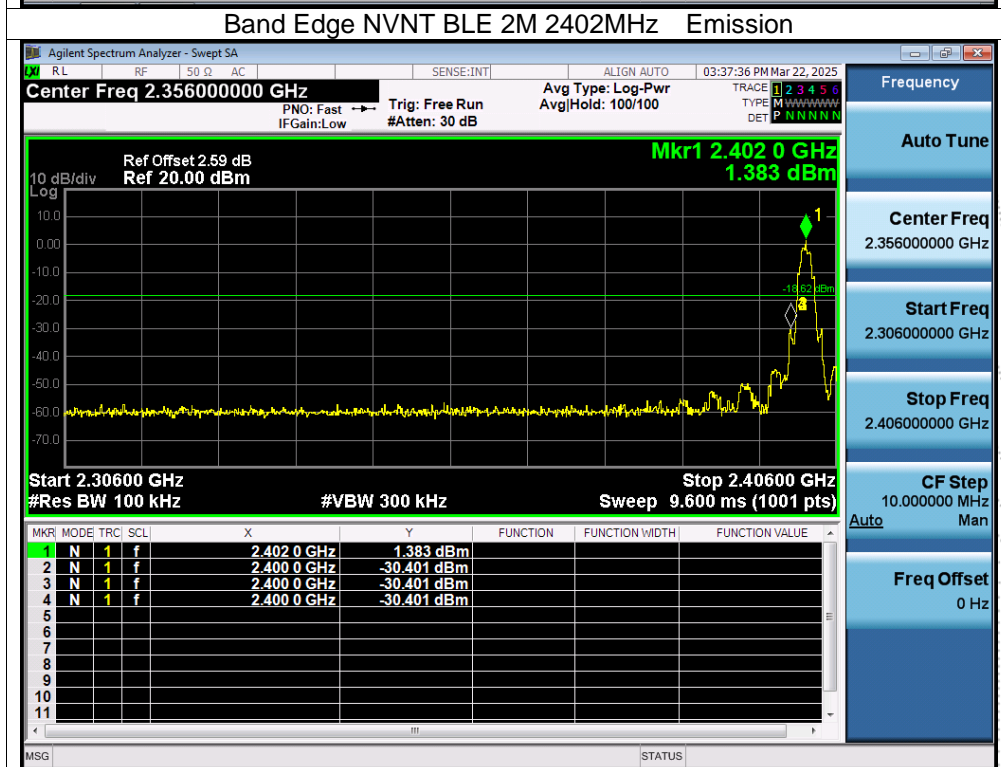 Band Edge NVNT BLE 2M 2402MHz Emission
Agilent Spectrum Analyzer - Swept SA
LXI RL RF 50 Ω AC SENSE:INT ALIGN AUTO 03:37:36 PM Mar 22, 2025
Center Freq 2.356000000 GHz
PNO: Fast
IFGain:Low
Trig: Free Run
#Atten: 30 dB
Avg Type: Log-Pwr
Avg|Hold: 100/100
TRACE 1 2 3 4 5 6
TYPE M WWWWW
DET P N N N N N
Frequency
Auto Tune
Center Freq
2.356000000 GHz
Start Freq
2.306000000 GHz
Stop Freq
2.406000000 GHz
CF Step
10.000000 MHz
Auto Man
Freq Offset
0 Hz
Mkr1 2.402 0 GHz
1.383 dBm
Ref Offset 2.59 dB
10 dB/div Ref 20.00 dBm
Log
10.0
0.00
-10.0
-20.0
-30.0
-40.0
-50.0
-60.0
-70.0
1
-18.62 dBm
Start 2.30600 GHz Stop 2.40600 GHz
#Res BW 100 kHz #VBW 300 kHz Sweep 9.600 ms (1001 pts)
MKR MODE TRC SCL X Y FUNCTION FUNCTION WIDTH FUNCTION VALUE
1 N 1 f 2.402 0 GHz 1.383 dBm
2 N 1 f 2.400 0 GHz -30.401 dBm
3 N 1 f 2.400 0 GHz -30.401 dBm
4 N 1 f 2.400 0 GHz -30.401 dBm
5
6
7
8
9
10
11
MSG STATUS